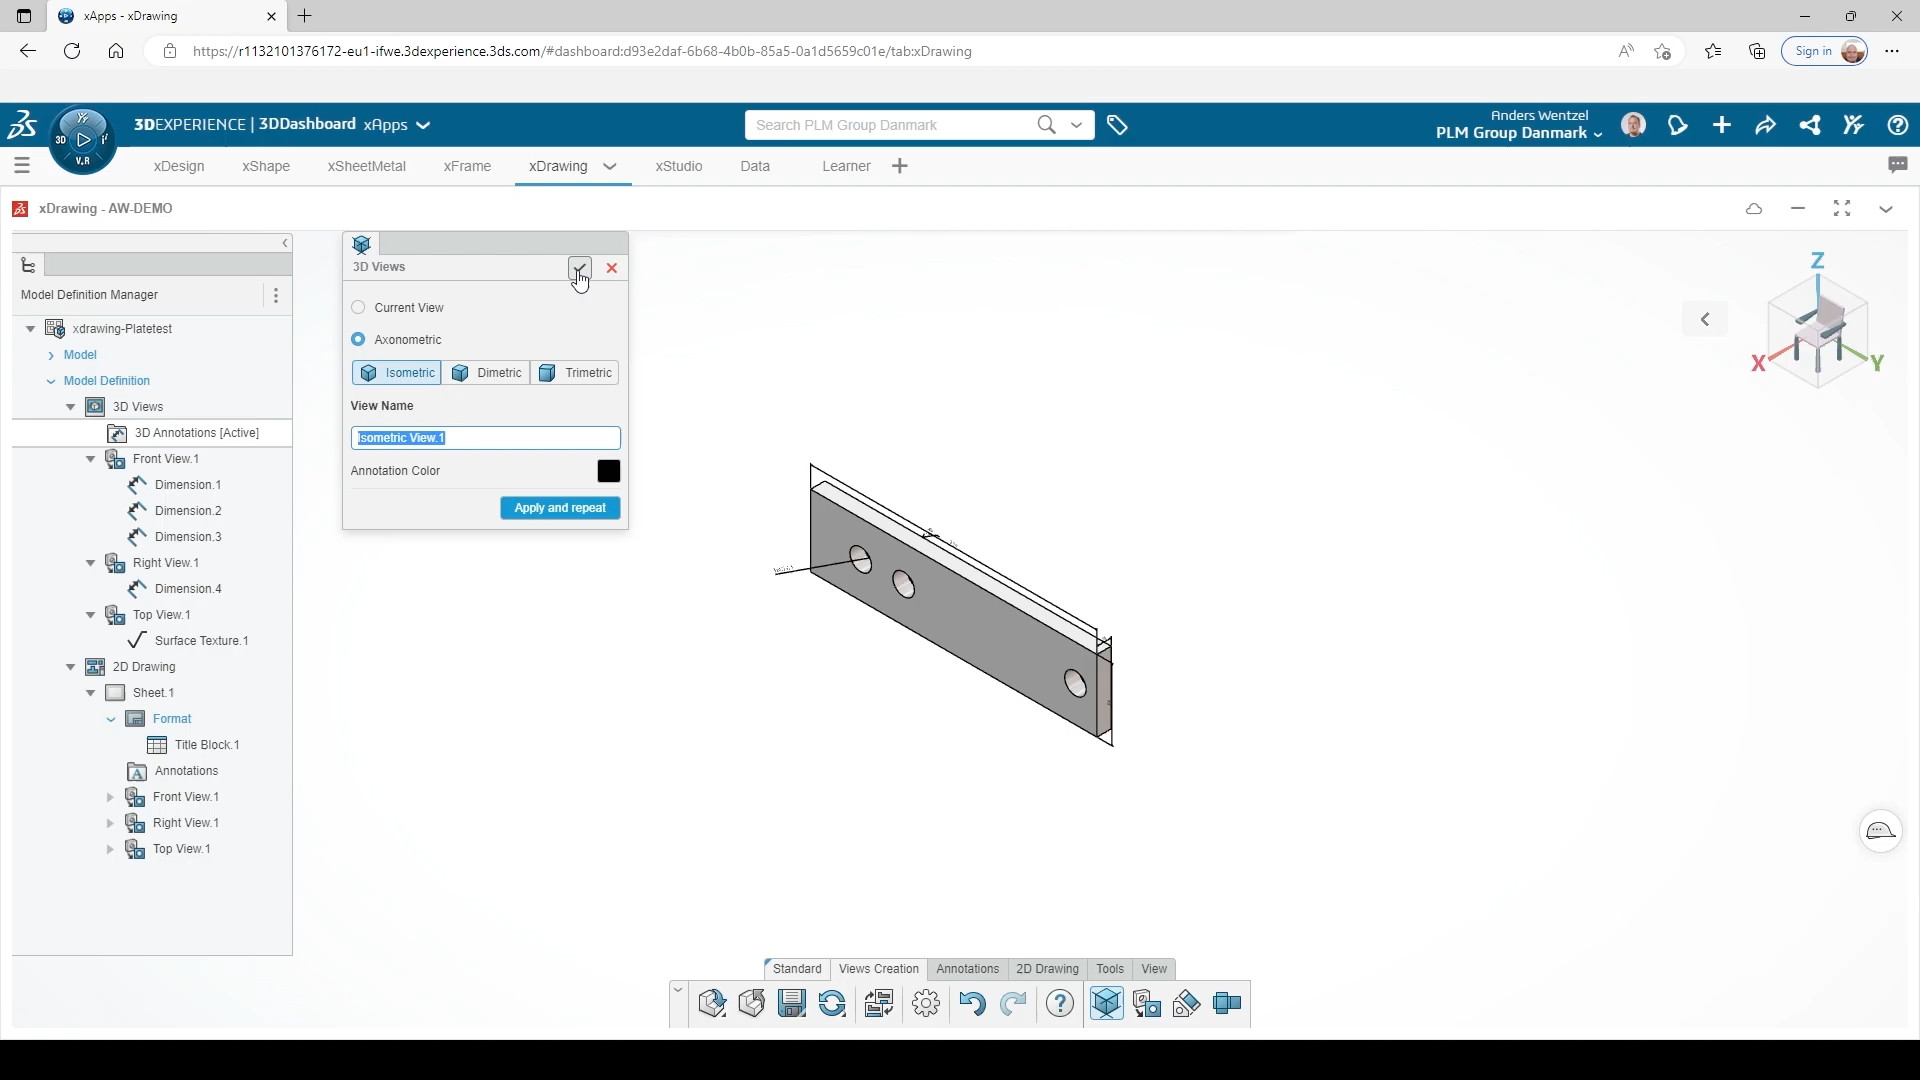 xApps - xDrawing
https://r1132101376172-eu1-ifwe.3dexperience.3ds.com/#dashboard:d93e2daf-6b68-4b0b-85a5-0a1d5659c01e/tab:xDrawing
Sign in
3DEXPERIENCE | 3DDashboard xApps
3D
V.R
Search PLM Group Danmark
Anders Wentzel
PLM Group Danmark
xDesign
xShape
xSheetMetal
xFrame
xDrawing
xStudio
Data
Learner
xDrawing - AW-DEMO
Model Definition Manager
xdrawing-Platetest
Model
Model Definition
3D Views
3D Annotations [Active]
Front View.1
Dimension.1
Dimension.2
Dimension.3
Right View.1
Dimension.4
Top View.1
Surface Texture.1
2D Drawing
Sheet.1
Format
Title Block.1
Annotations
Front View.1
Right View.1
Top View.1
3D Views
Current View
Axonometric
Isometric
Dimetric
Trimetric
View Name
Isometric View.1
Annotation Color
Apply and repeat
Z
X
Y
Standard
Views Creation
Annotations
2D Drawing
Tools
View